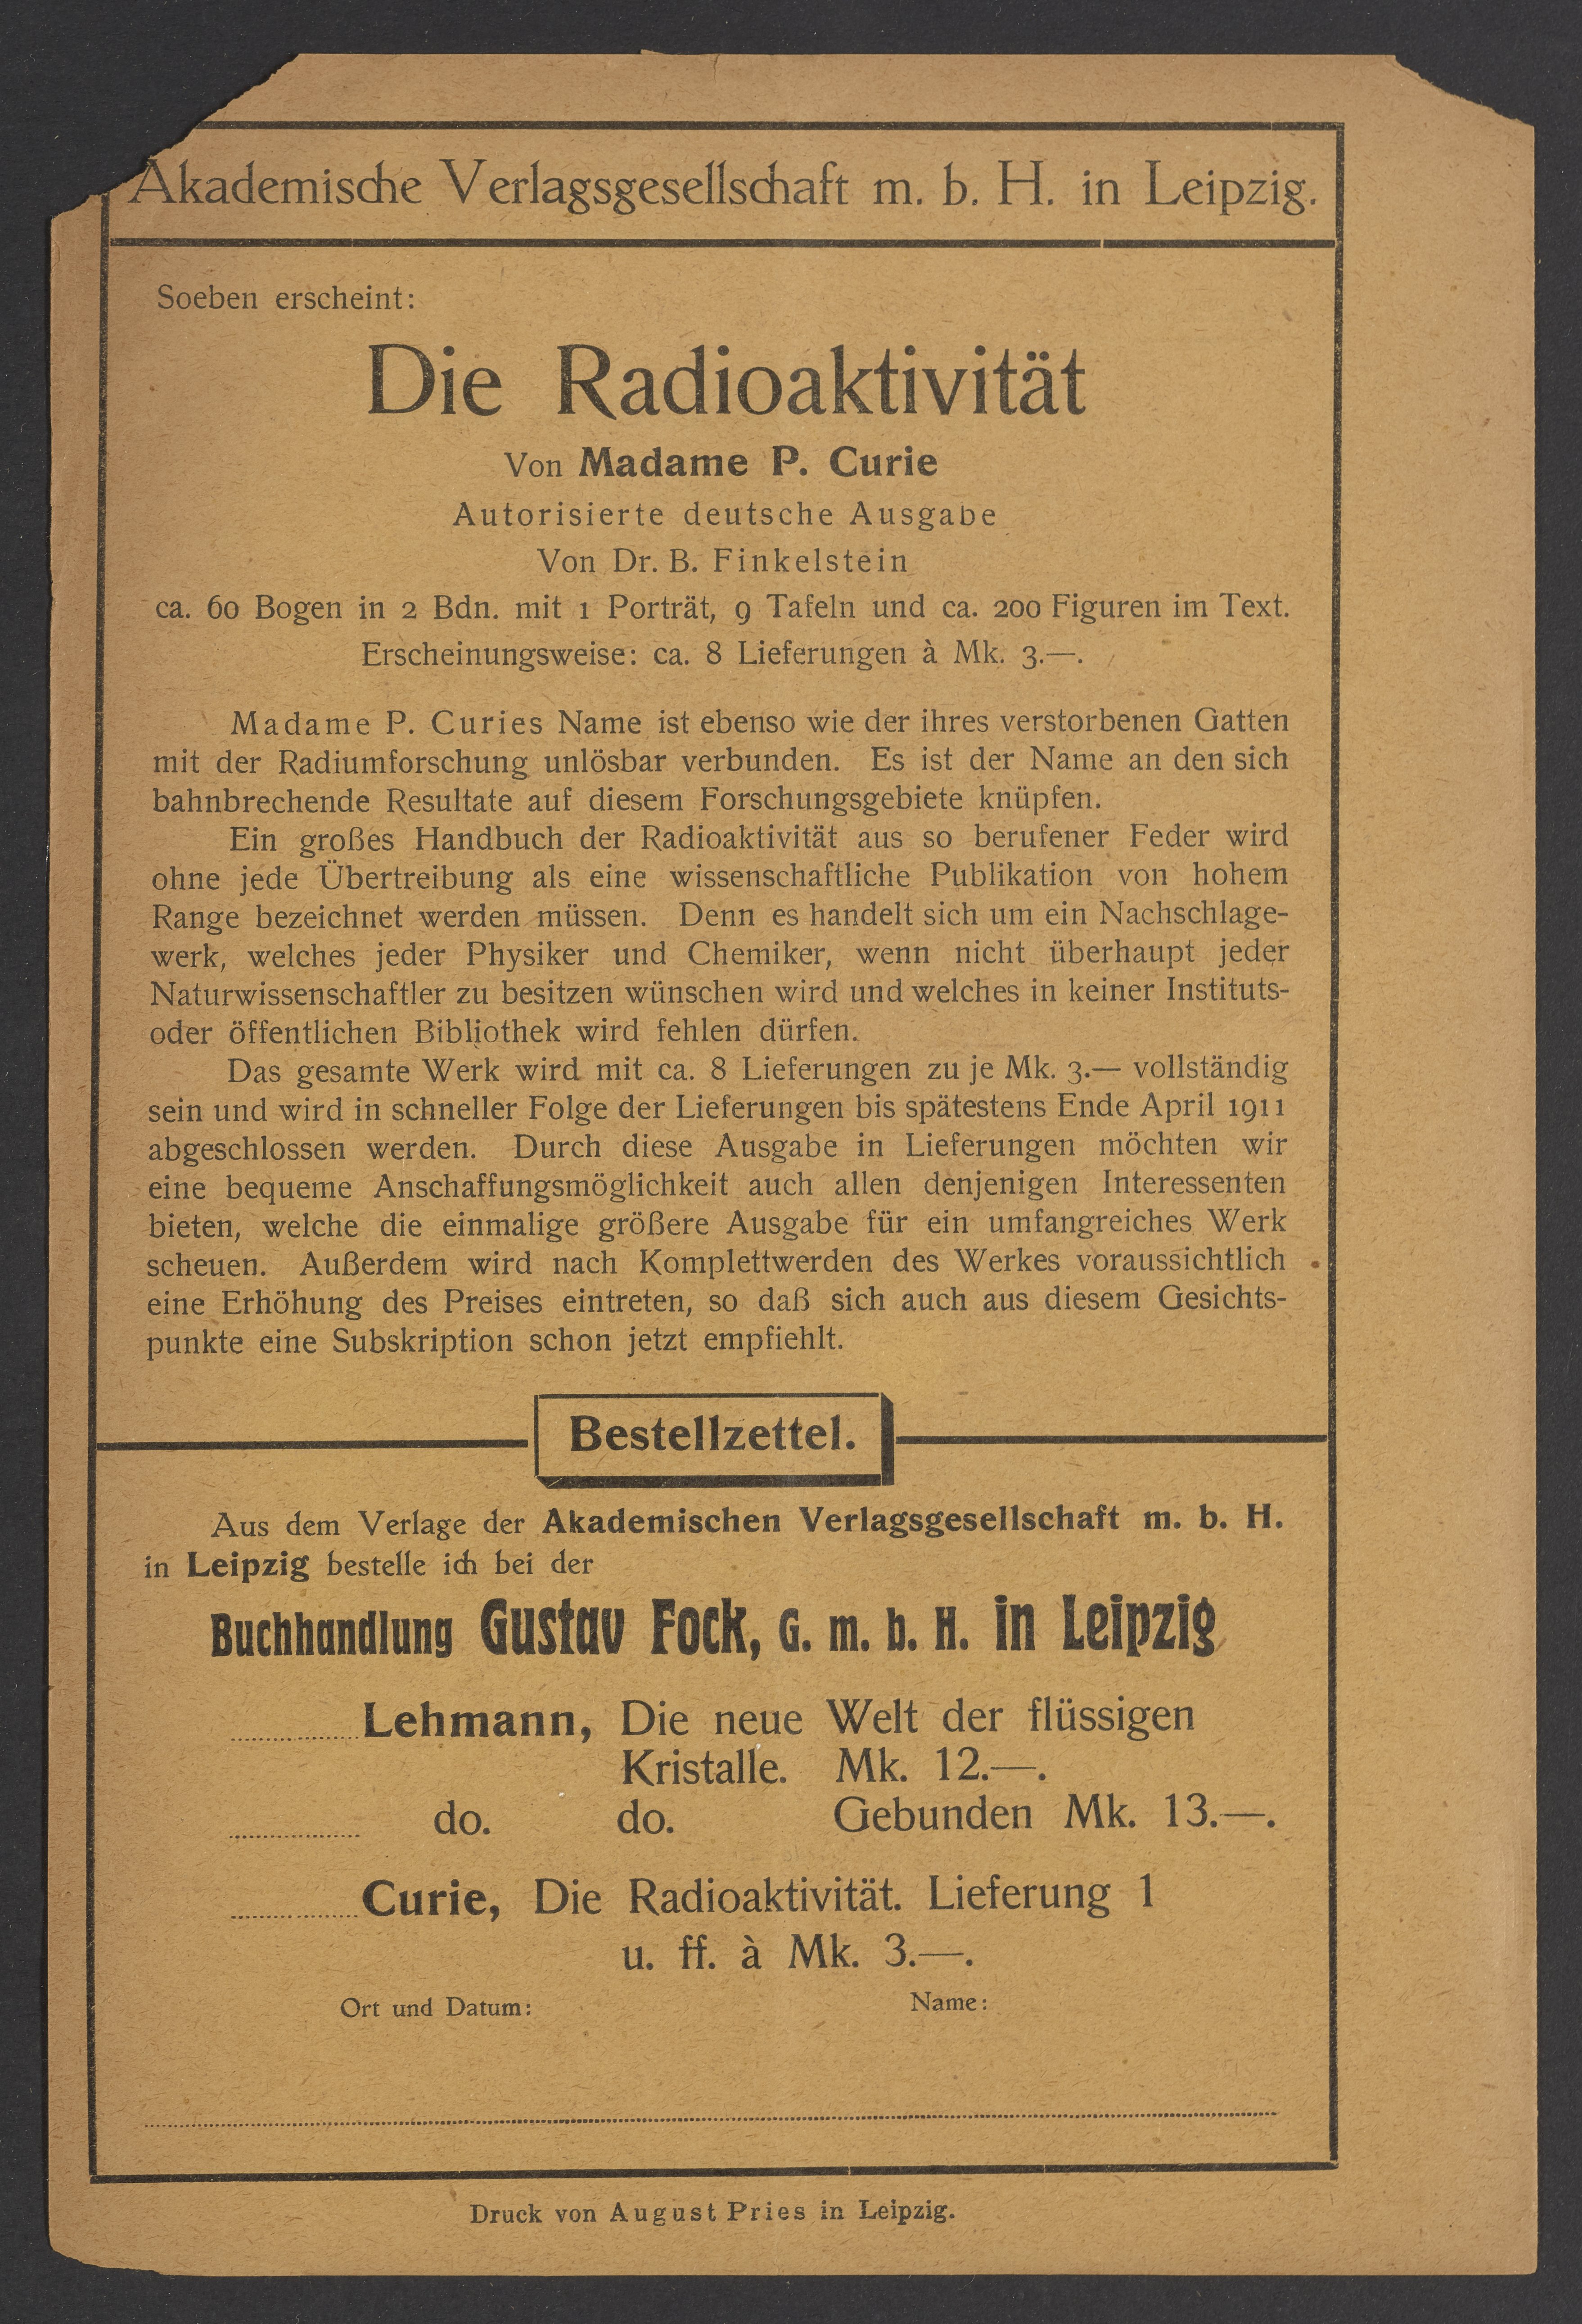 Akademische Verlagsgesellschaft m. b. H. in Leipzig.
Soeben erscheint:
Die Radioaktivität
Von Madame P. Curie
Autorisierte deutsche Ausgabe
Von Dr. B. Finkelstein
ca. 60 Bogen in 2 Bdn. mit 1 Porträt, 9 Tafeln und ca. 200 Figuren im Text.
Erscheinungsweise: ca. 8 Lieferungen à Mk. 3.—.
Madame P. Curies Name ist ebenso wie der ihres verstorbenen Gatten
mit der Radiumforschung unlösbar verbunden. Es ist der Name an den sich
bahnbrechende Resultate auf diesem Forschungsgebiete knüpfen.
Ein großes Handbuch der Radioaktivität aus so berufener Feder wird
ohne jede Übertreibung als eine wissenschaftliche Publikation von hohem
Range bezeichnet werden müssen. Denn es handelt sich um ein Nachschlage-
werk, welches jeder Physiker und Chemiker, wenn nicht überhaupt jeder
Naturwissenschaftler zu besitzen wünschen wird und welches in keiner Instituts-
oder öffentlichen Bibliothek wird fehlen dürfen.
Das gesamte Werk wird mit ca. 8 Lieferungen zu je Mk. 3.— vollständig
sein und wird in schneller Folge der Lieferungen bis spätestens Ende April 1911
abgeschlossen werden. Durch diese Ausgabe in Lieferungen möchten wir
eine bequeme Anschaffungsmöglichkeit auch allen denjenigen Interessenten
bieten, welche die einmalige größere Ausgabe für ein umfangreiches Werk
scheuen. Außerdem wird nach Komplettwerden des Werkes voraussichtlich
eine Erhöhung des Preises eintreten, so daß sich auch aus diesem Gesichts-
punkte eine Subskription schon jetzt empfiehlt.
Bestellzettel.
Aus dem Verlage der Akademischen Verlagsgesellschaft m. b. H.
in Leipzig bestelle ich bei der
Buchhandlung Gustav Fock, G. m. b. H. in Leipzig
Lehmann, Die neue Welt der flüssigen
Kristalle. Mk. 12.—.
do. do. Gebunden Mk. 13.—.
Curie, Die Radioaktivität. Lieferung 1
u. ff. à Mk. 3.—.
Ort und Datum: Name:
Druck von August Pries in Leipzig.